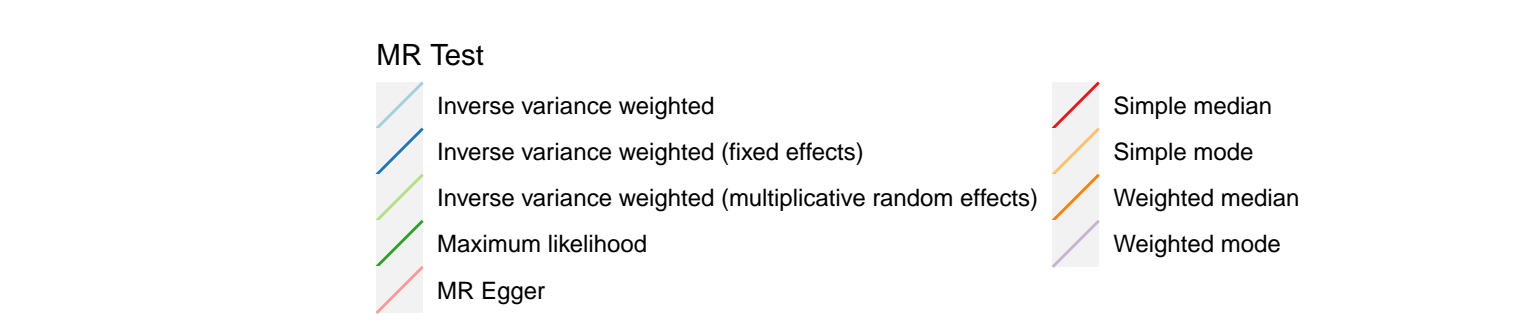 MR Test
Inverse variance weighted
Inverse variance weighted (fixed effects)
Inverse variance weighted (multiplicative random effects)
Maximum likelihood
MR Egger
Simple median
Simple mode
Weighted median
Weighted mode